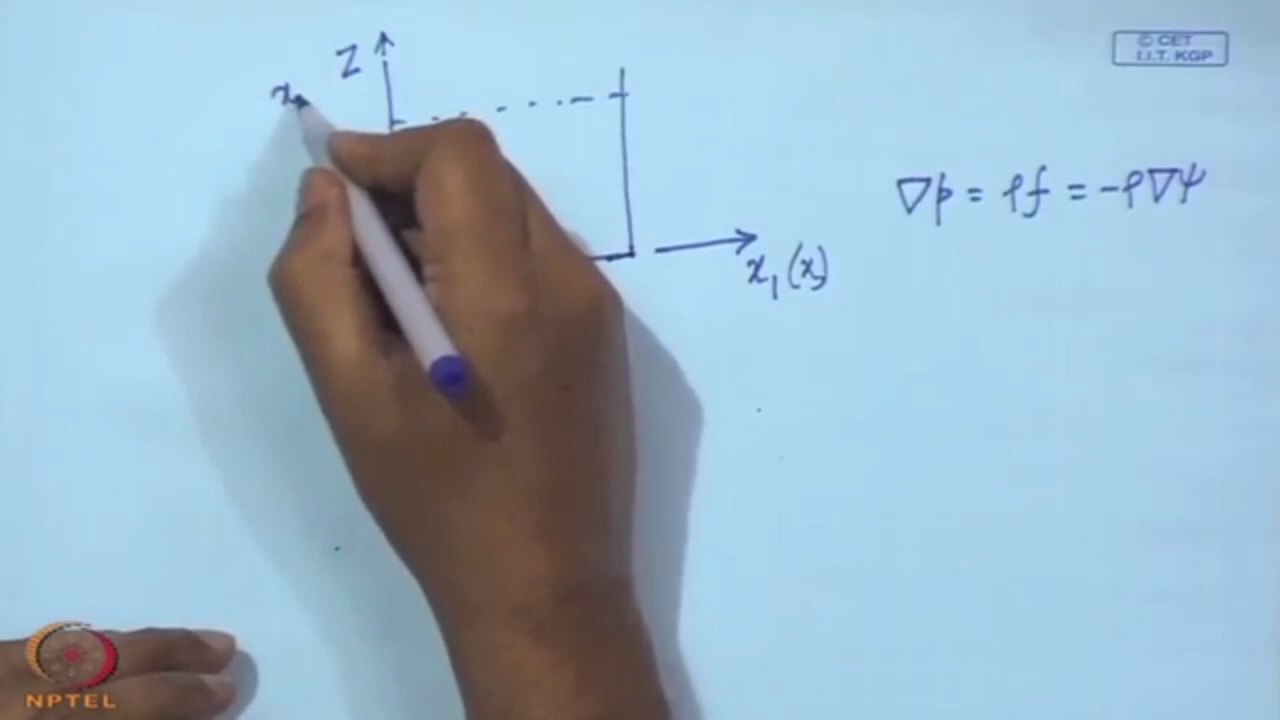 © CET
I.I.T. KGP
Z
x
∇p = ρf = -ρ∇ψ
x₁(x)
NPTEL